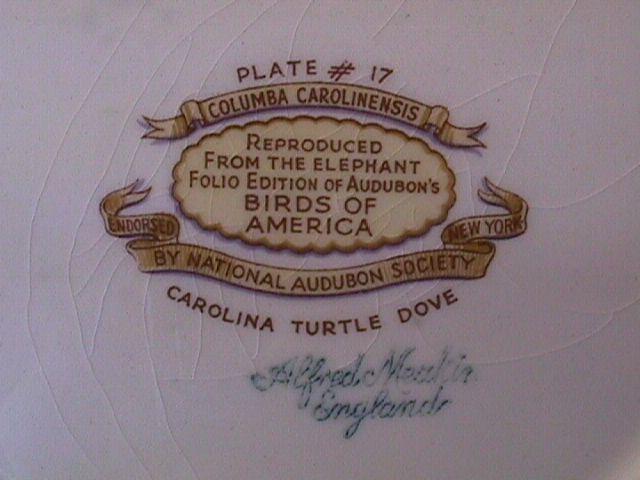 PLATE # 17
COLUMBA CAROLINENSIS
REPRODUCED
FROM THE ELEPHANT
FOLIO EDITION OF AUDUBON'S
BIRDS OF
AMERICA
ENDORSED
BY NATIONAL AUDUBON SOCIETY
NEW YORK
CAROLINA TURTLE DOVE
Alfred Meakin
England